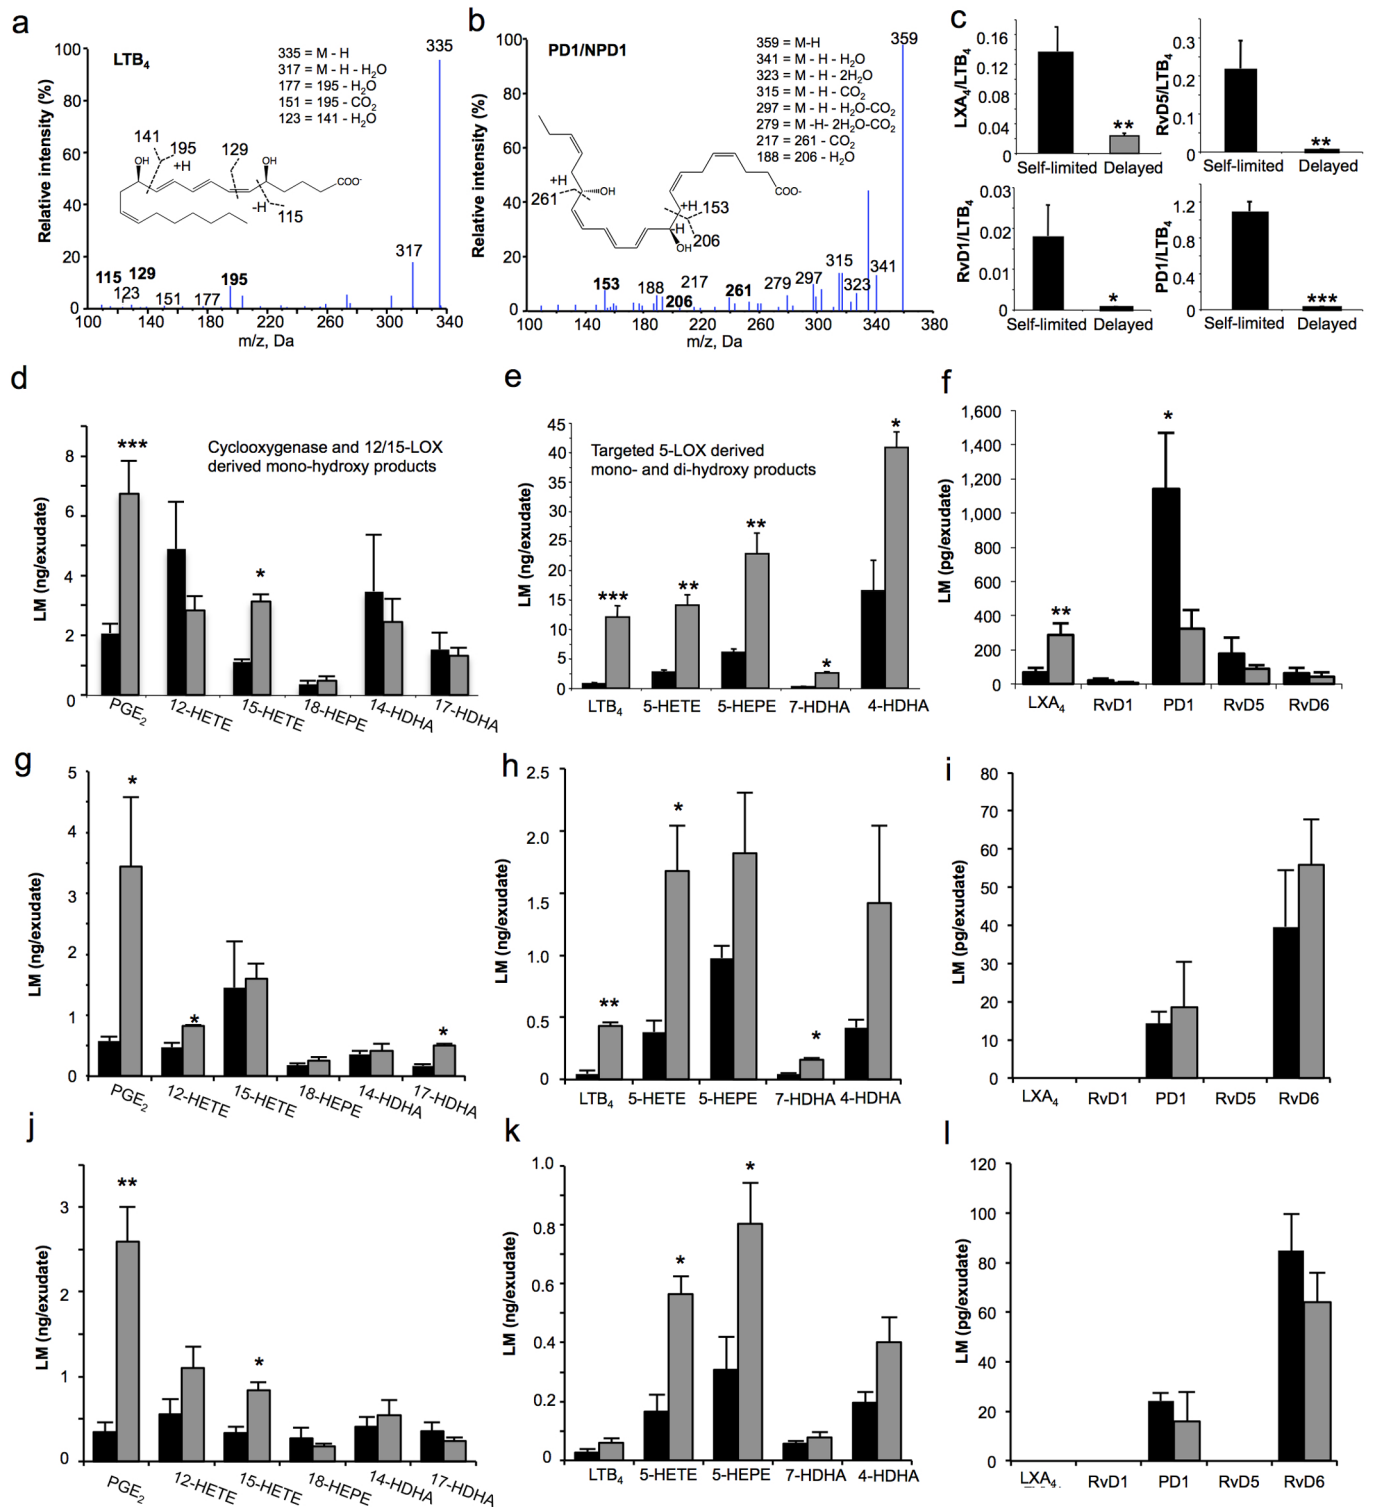 a
LTB4
335 = M - H
317 = M - H - H2O
177 = 195 - H2O
151 = 195 - CO2
123 = 141 - H2O
Relative intensity (%)
100
80
60
40
20
0
141
195
+H
129
OH
OH
COO-
-H
115
335
317
115
129
123
151
177
195
100
140
180
220
260
300
340
m/z, Da
b
PD1/NPD1
359 = M-H
341 = M - H - H2O
323 = M - H - 2H2O
315 = M - H - CO2
297 = M - H - H2O-CO2
279 = M -H- 2H2O-CO2
217 = 261 - CO2
188 = 206 - H2O
Relative intensity (%)
100
80
60
40
20
0
+H
261
OH
COO-
+H
153
-H
206
OH
359
153
188
206
217
261
279
297
315
323
341
100
140
180
220
260
300
340
380
m/z, Da
c
LXA4/LTB4
0.16
0.12
0.08
0.04
**
Self-limited Delayed
RvD5/LTB4
0.3
0.2
0.1
0
**
Self-limited Delayed
RvD1/LTB4
0.03
0.02
0.01
0
*
Self-limited Delayed
PD1/LTB4
1.2
0.8
0.4
0
***
Self-limited Delayed
d
Cyclooxygenase and 12/15-LOX
derived mono-hydroxy products
LM (ng/exudate)
8
6
4
2
0
***
*
PGE2
12-HETE
15-HETE
18-HEPE
14-HDHA
17-HDHA
e
Targeted 5-LOX derived
mono- and di-hydroxy products
LM (ng/exudate)
45
40
35
30
25
20
15
10
5
0
***
**
**
*
*
LTB4
5-HETE
5-HEPE
7-HDHA
4-HDHA
f
LM (pg/exudate)
1,600
1,400
1,200
1,000
800
600
400
200
0
**
*
LXA4
RvD1
PD1
RvD5
RvD6
g
LM (ng/exudate)
5
4
3
2
1
0
*
*
*
PGE2
12-HETE
15-HETE
18-HEPE
14-HDHA
17-HDHA
h
LM (ng/exudate)
2.5
2.0
1.5
1.0
0.5
0
**
*
*
LTB4
5-HETE
5-HEPE
7-HDHA
4-HDHA
i
LM (pg/exudate)
80
70
60
50
40
30
20
10
0
LXA4
RvD1
PD1
RvD5
RvD6
j
LM (ng/exudate)
3
2
1
0
**
*
PGE2
12-HETE
15-HETE
18-HEPE
14-HDHA
17-HDHA
k
LM (ng/exudate)
1.0
0.8
0.6
0.4
0.2
0
*
*
LTB4
5-HETE
5-HEPE
7-HDHA
4-HDHA
l
LM (pg/exudate)
120
100
80
60
40
20
0
LXA4
RvD1
PD1
RvD5
RvD6